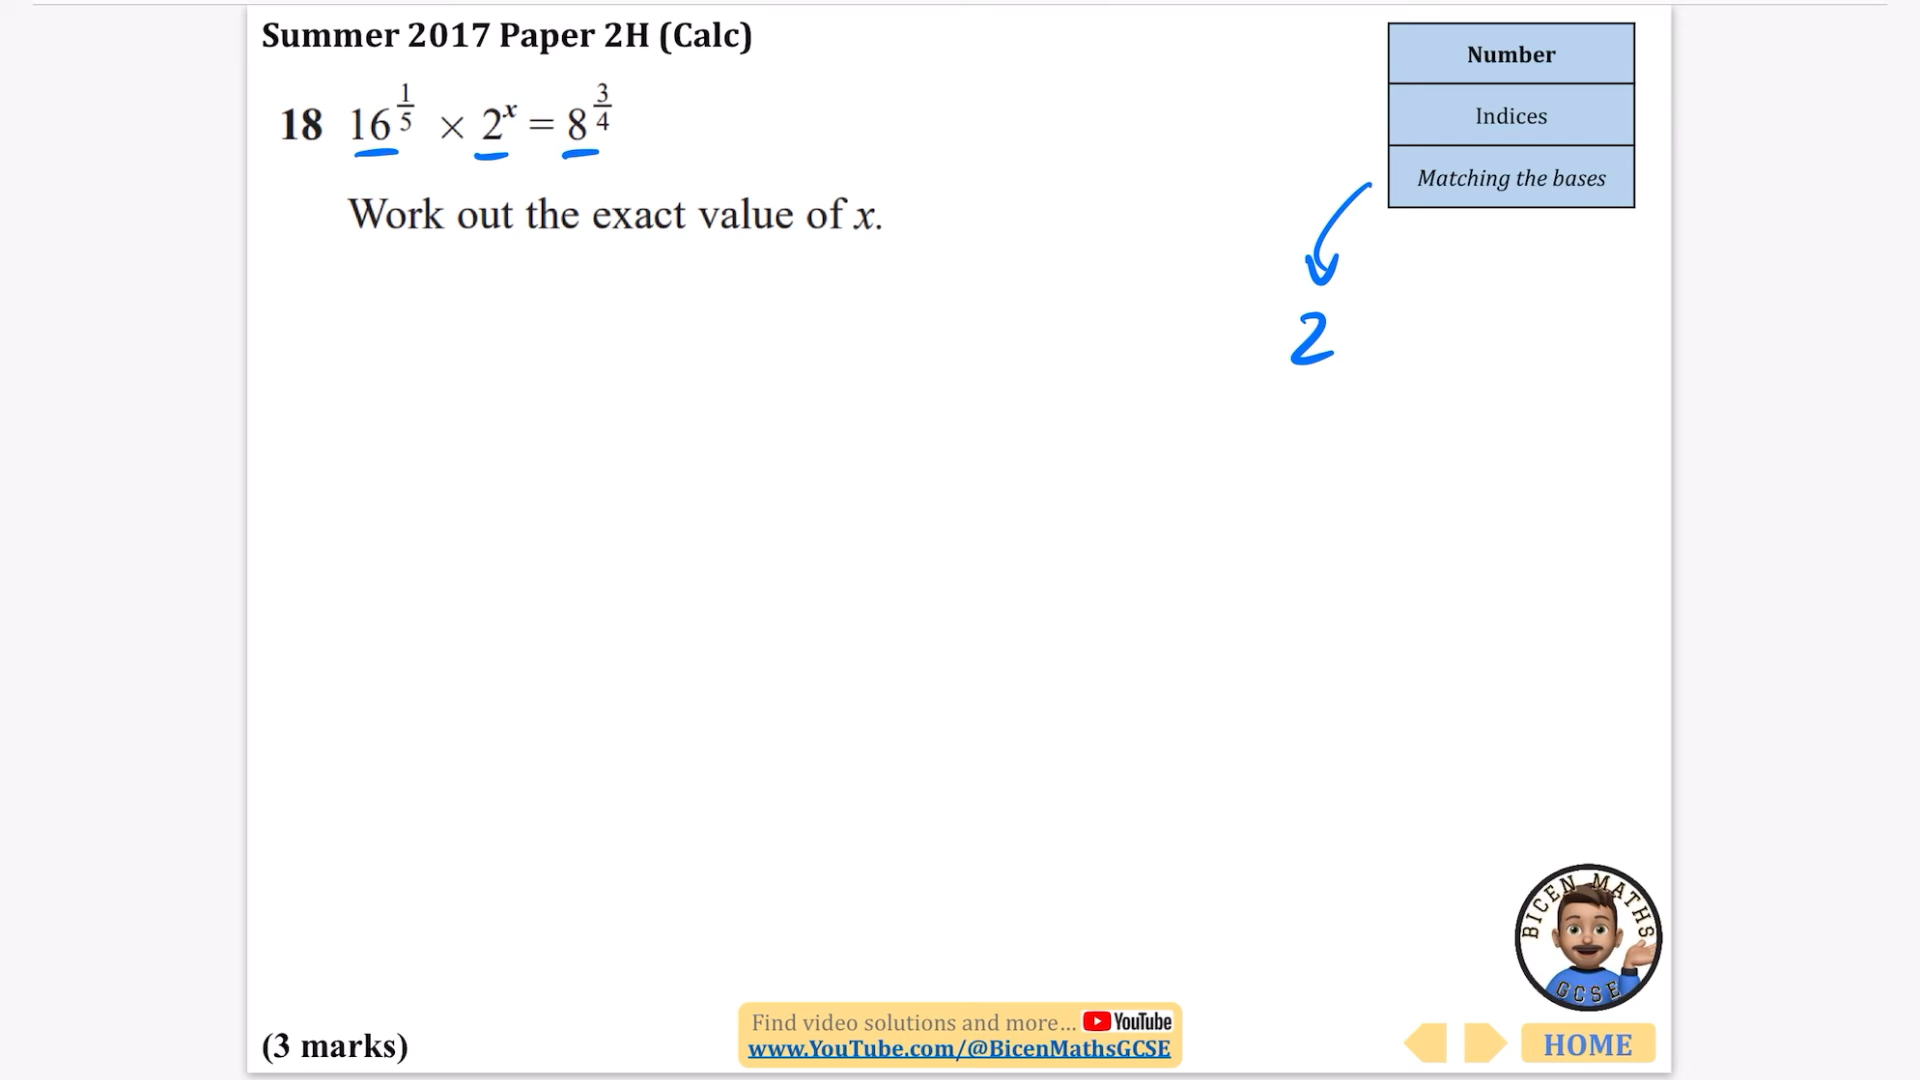 Summer 2017 Paper 2H (Calc)
Number
18 16^(1/5) × 2^x = 8^(3/4)
Indices
Matching the bases
Work out the exact value of x.
2
BICEN MATHS
GCSE
(3 marks)
Find video solutions and more... YouTube
www.YouTube.com/@BicenMathsGCSE
HOME